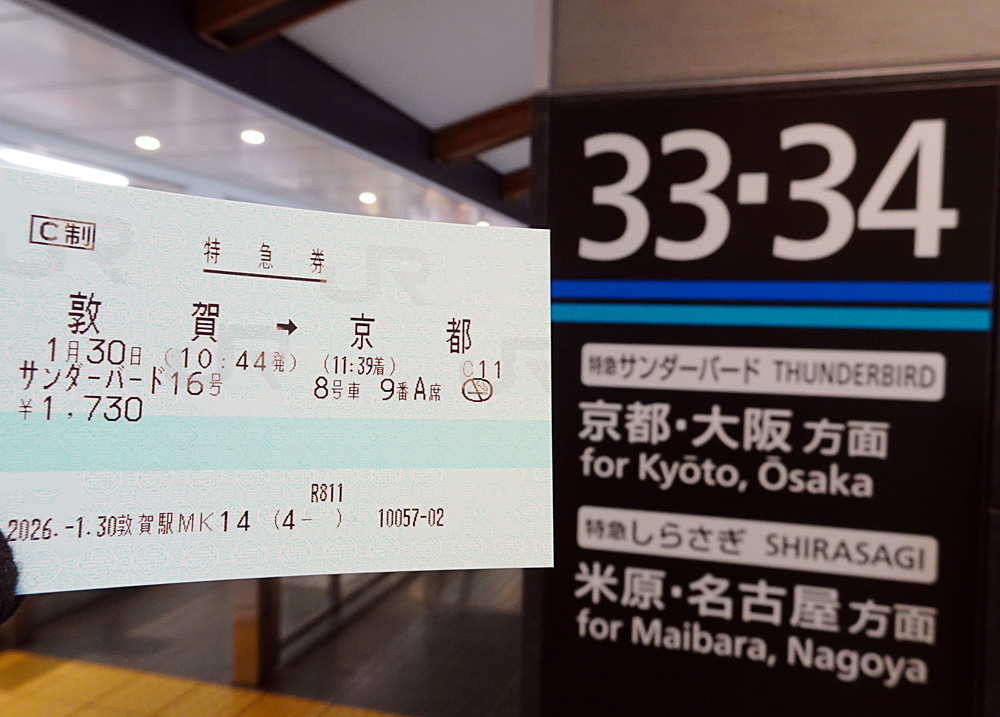 C制
特急券
敦賀→京都
1月30日 (10:44発) (11:39着) C11
サンダーバード16号 8号車 9番A席
¥1,730
R811
2026.-1.30敦賀駅MK14 (4- ) 10057-02
33・34
特急サンダーバード THUNDERBIRD
京都・大阪方面
for Kyōto, Ōsaka
特急しらさぎ SHIRASAGI
米原・名古屋方面
for Maibara, Nagoya